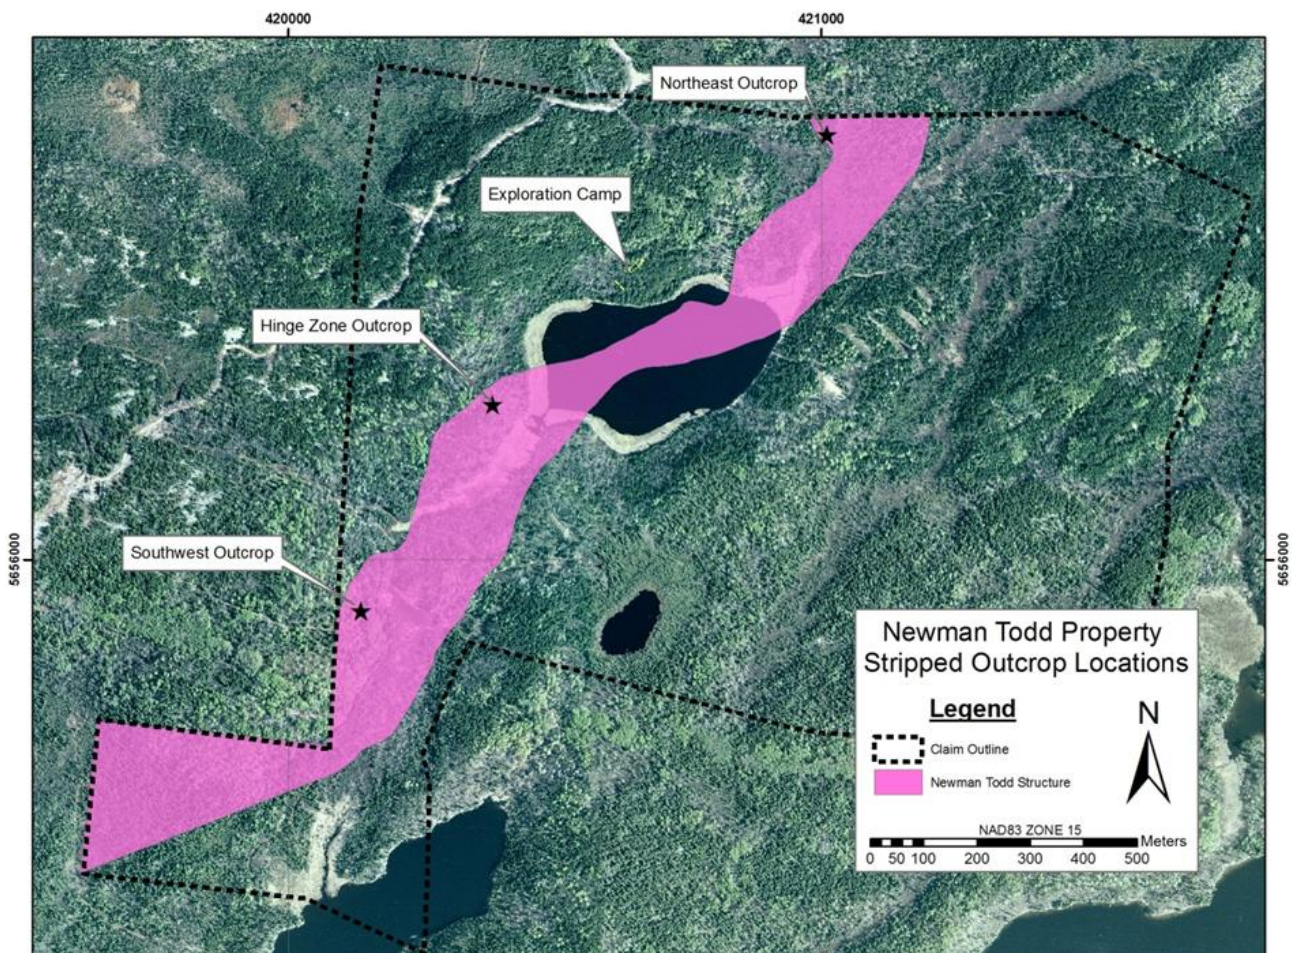 420000
421000
Northeast Outcrop
Exploration Camp
Hinge Zone Outcrop
Southwest Outcrop
5656000
5656000
Newman Todd Property
Stripped Outcrop Locations
Legend
N
Claim Outline
Newman Todd Structure
NAD83 ZONE 15
Meters
0 50 100 200 300 400 500